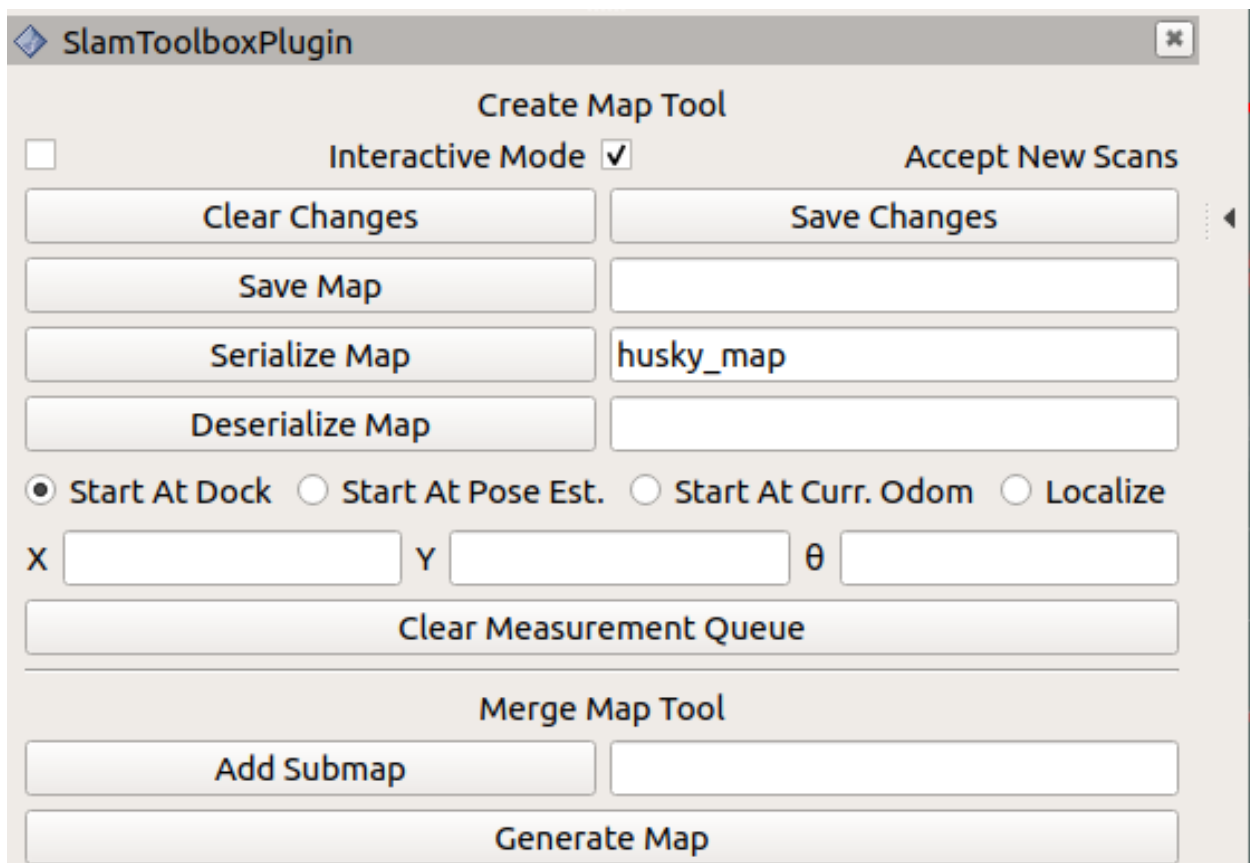 SlamToolboxPlugin
Create Map Tool
Interactive Mode Accept New Scans
Clear Changes Save Changes
Save Map
Serialize Map husky_map
Deserialize Map
Start At Dock Start At Pose Est. Start At Curr. Odom Localize
X Y θ
Clear Measurement Queue
Merge Map Tool
Add Submap
Generate Map